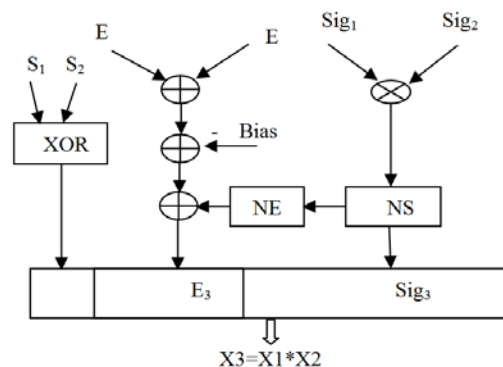 E E Sig₁ Sig₂
S₁ S₂
XOR
- Bias
NE NS
E₃ Sig₃
X3=X1*X2